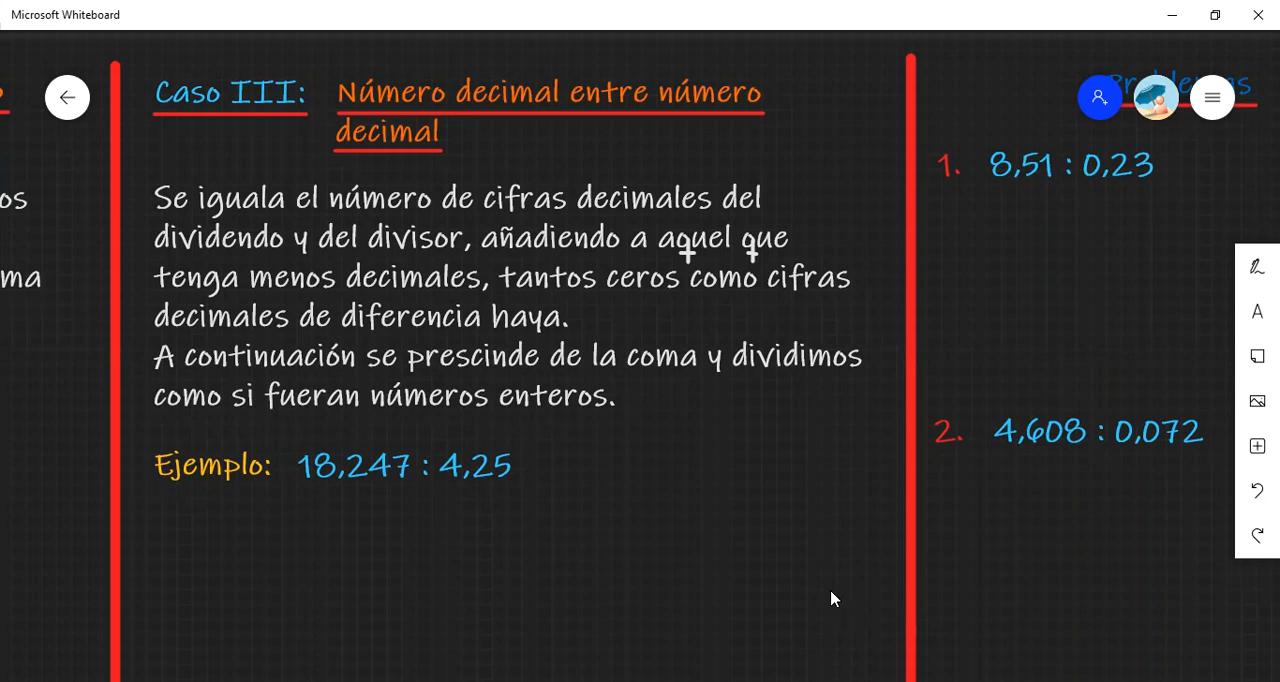 Microsoft Whiteboard
os
ma
Caso III: Número decimal entre número
decimal
Se iguala el número de cifras decimales del
dividendo y del divisor, añadiendo a aquel que
tenga menos decimales, tantos ceros como cifras
decimales de diferencia haya.
A continuación se prescinde de la coma y dividimos
como si fueran números enteros.
Ejemplo: 18,247 : 4,25
Problemas
1. 8,51 : 0,23
2. 4,608 : 0,072
A